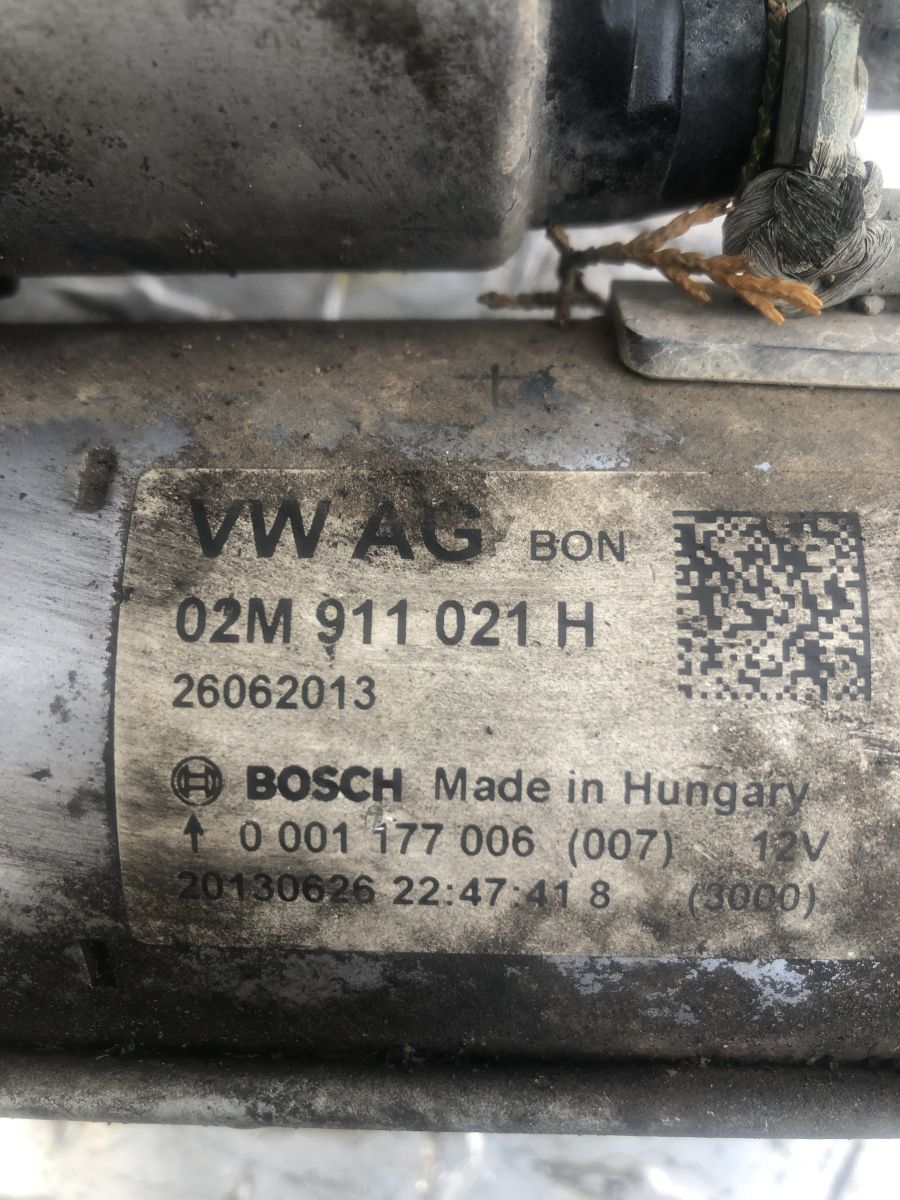 VW AG BON
02M 911 021 H
26062013
BOSCH Made in Hungary
↑ 0 001 177 006 (007) 12V
20130626 22:47:41 8 (3000)